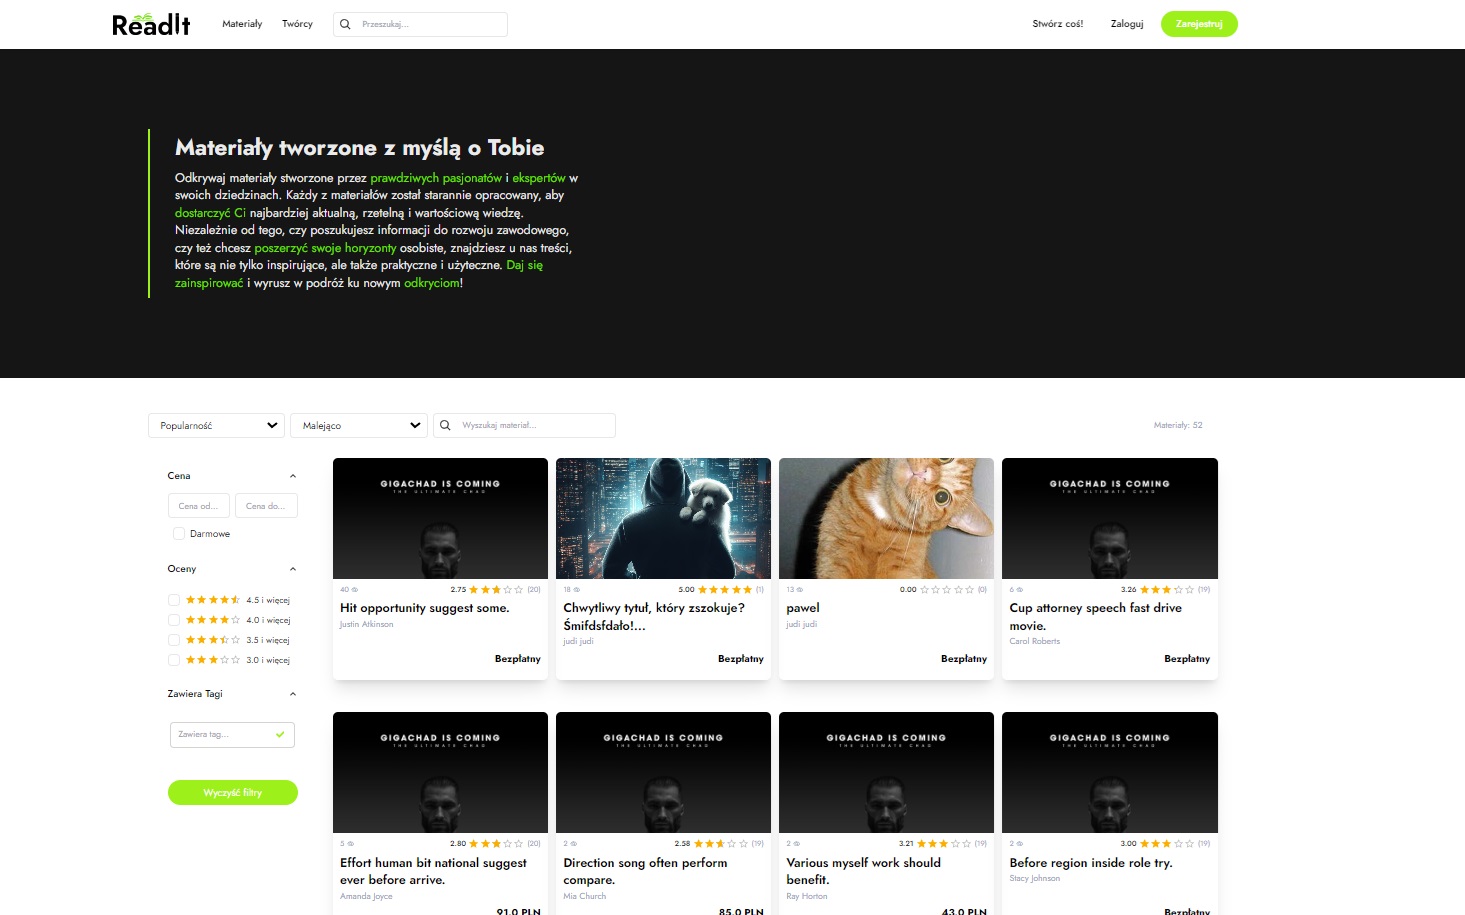 ReadIt
Materiały
Twórcy
Przeszukaj...
Stwórz coś!
Zaloguj
Zarejestruj
Materiały tworzone z myślą o Tobie
Odkrywaj materiały stworzone przez prawdziwych pasjonatów i ekspertów w
swoich dziedzinach. Każdy z materiałów został starannie opracowany, aby
dostarczyć Ci najbardziej aktualną, rzetelną i wartościową wiedzę.
Niezależnie od tego, czy poszukujesz informacji do rozwoju zawodowego,
czy też chcesz poszerzyć swoje horyzonty osobiste, znajdziesz u nas treści,
które są nie tylko inspirujące, ale także praktyczne i użyteczne. Daj się
zainspirować i wyrusz w podróż ku nowym odkryciom!
Popularność
Malejąco
Wyszukaj materiał...
Materiały: 52
Cena
Cena od...
Cena do...
Darmowe
Oceny
4.5 i więcej
4.0 i więcej
3.5 i więcej
3.0 i więcej
Zawiera Tagi
Zawiera tag...
Wyczyść filtry
GIGACHAD IS COMING
THE ULTIMATE CHAD
40
2.75
(20)
Hit opportunity suggest some.
Justin Atkinson
Bezpłatny
18
5.00
(1)
Chwytliwy tytuł, który zszokuje?
Śmifdsfdało!...
judi judi
Bezpłatny
13
0.00
(0)
pawel
judi judi
Bezpłatny
GIGACHAD IS COMING
THE ULTIMATE CHAD
6
3.26
(19)
Cup attorney speech fast drive
movie.
Carol Roberts
Bezpłatny
GIGACHAD IS COMING
THE ULTIMATE CHAD
5
2.80
(20)
Effort human bit national suggest
ever before arrive.
Amanda Joyce
91.0 PLN
GIGACHAD IS COMING
THE ULTIMATE CHAD
2
2.58
(19)
Direction song often perform
compare.
Mia Church
85.0 PLN
GIGACHAD IS COMING
THE ULTIMATE CHAD
2
3.21
(19)
Various myself work should
benefit.
Ray Horton
43.0 PLN
GIGACHAD IS COMING
THE ULTIMATE CHAD
2
3.00
(19)
Before region inside role try.
Stacy Johnson
Bezpłatny